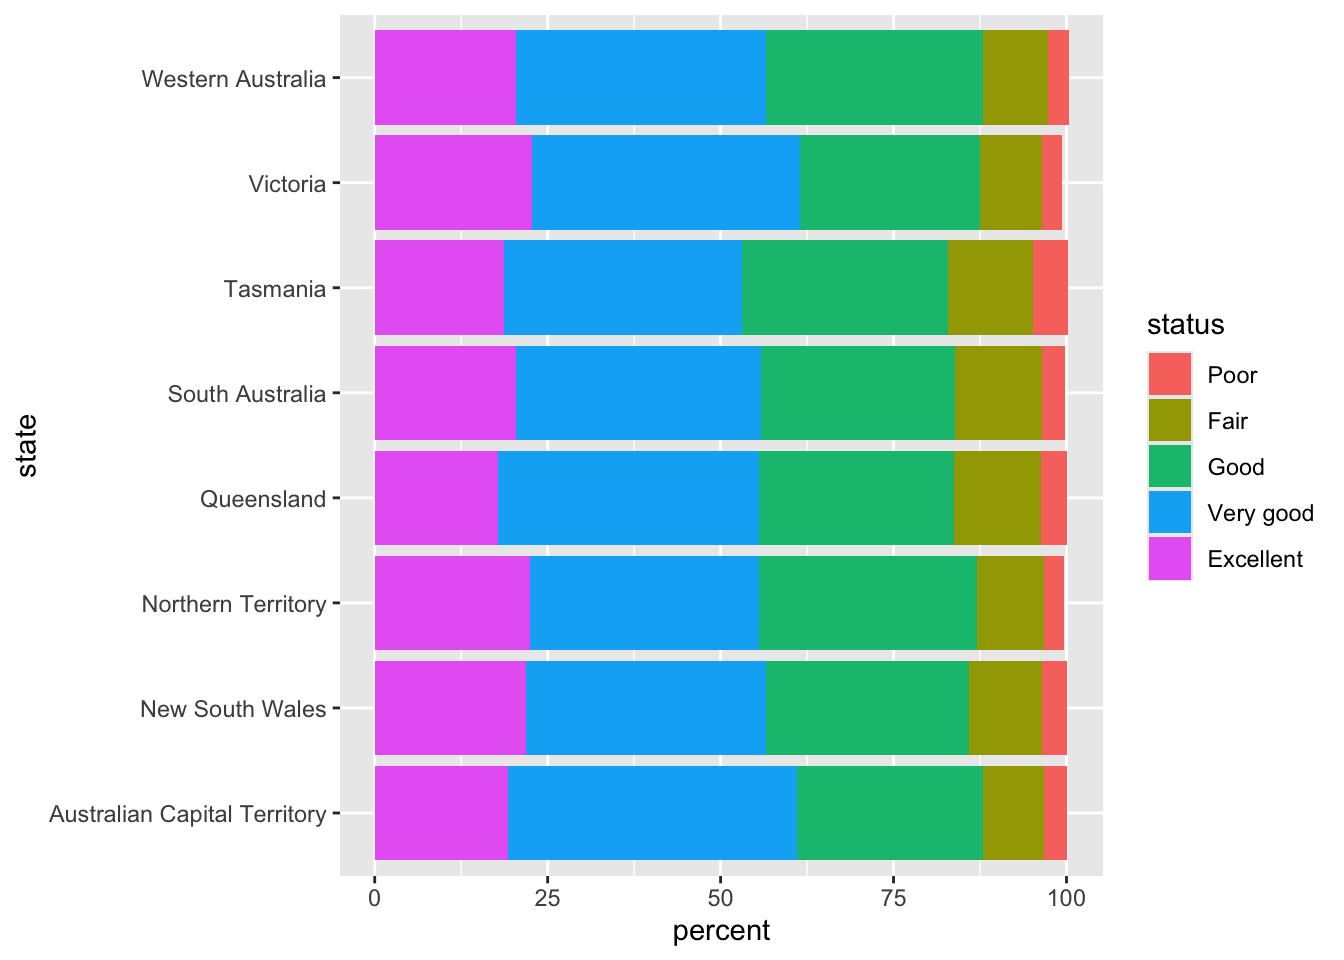 Western Australia
Victoria
Tasmania
South Australia
Queensland
Northern Territory
New South Wales
Australian Capital Territory
state
0 25 50 75 100
percent
status
Poor
Fair
Good
Very good
Excellent